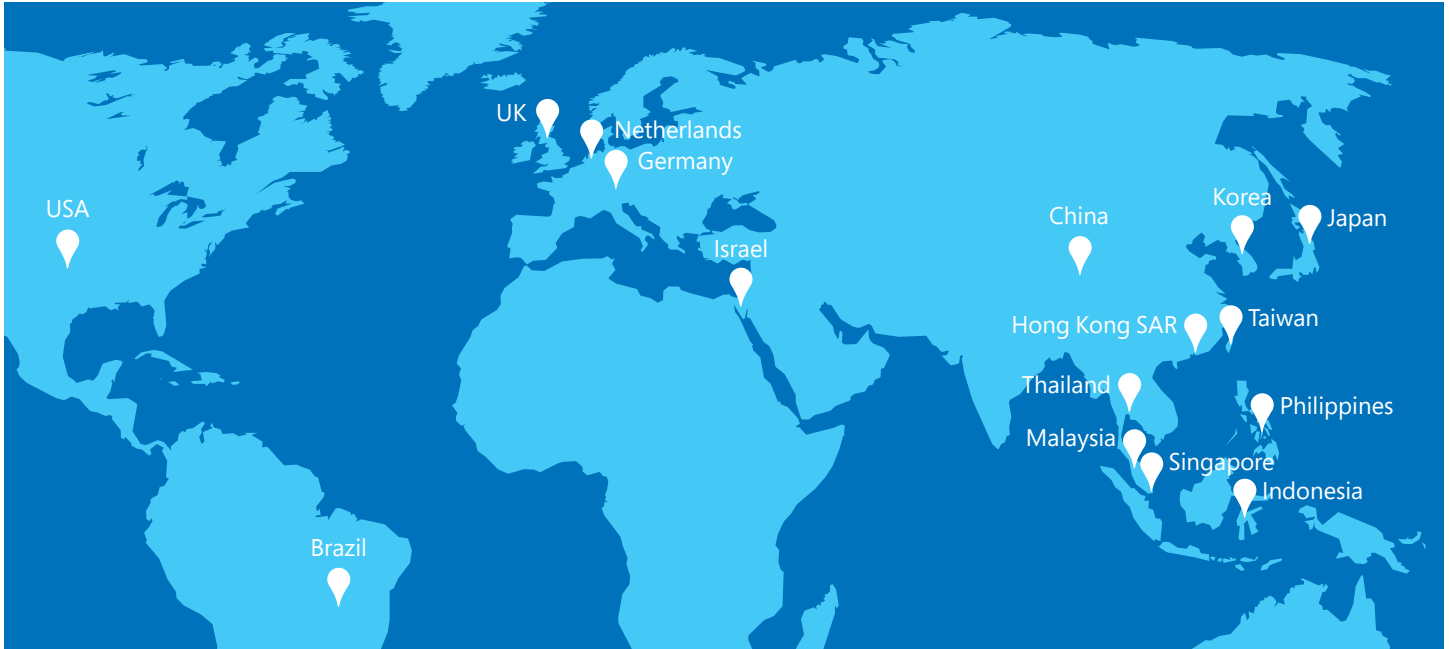 UK
Netherlands
Germany
USA
Korea
China
Japan
Israel
Hong Kong SAR
Taiwan
Thailand
Philippines
Malaysia
Singapore
Indonesia
Brazil